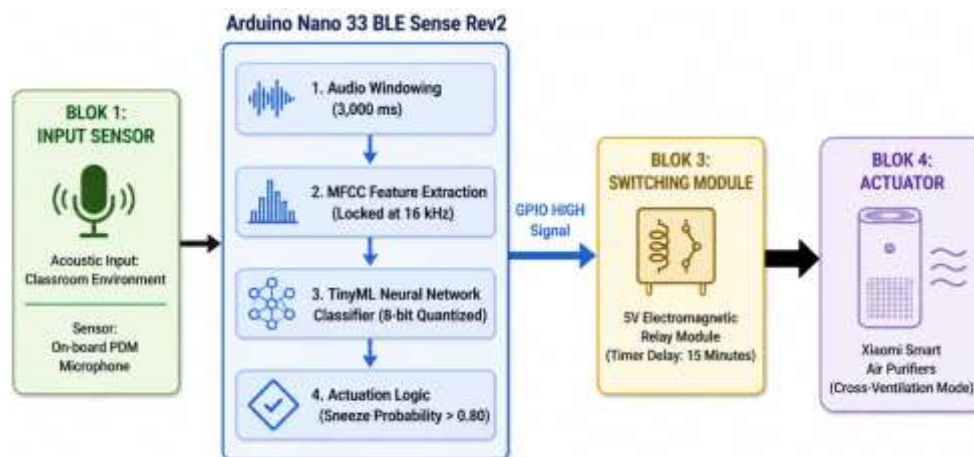 Arduino Nano 33 BLE Sense Rev2
BLOK 1:
INPUT SENSOR
Acoustic Input:
Classroom Environment
Sensor:
On-board PDM
Microphone
1. Audio Windowing
(3,000 ms)
2. MFCC Feature Extraction
(Locked at 16 kHz)
3. TinyML Neural Network
Classifier (8-bit Quantized)
4. Actuation Logic
(Sneeze Probability > 0.80)
GPIO HIGH
Signal
BLOK 3:
SWITCHING MODULE
5V Electromagnetic
Relay Module
(Timer Delay: 15 Minutes)
BLOK 4:
ACTUATOR
Xiaomi Smart
Air Purifiers
(Cross-Ventilation Mode)